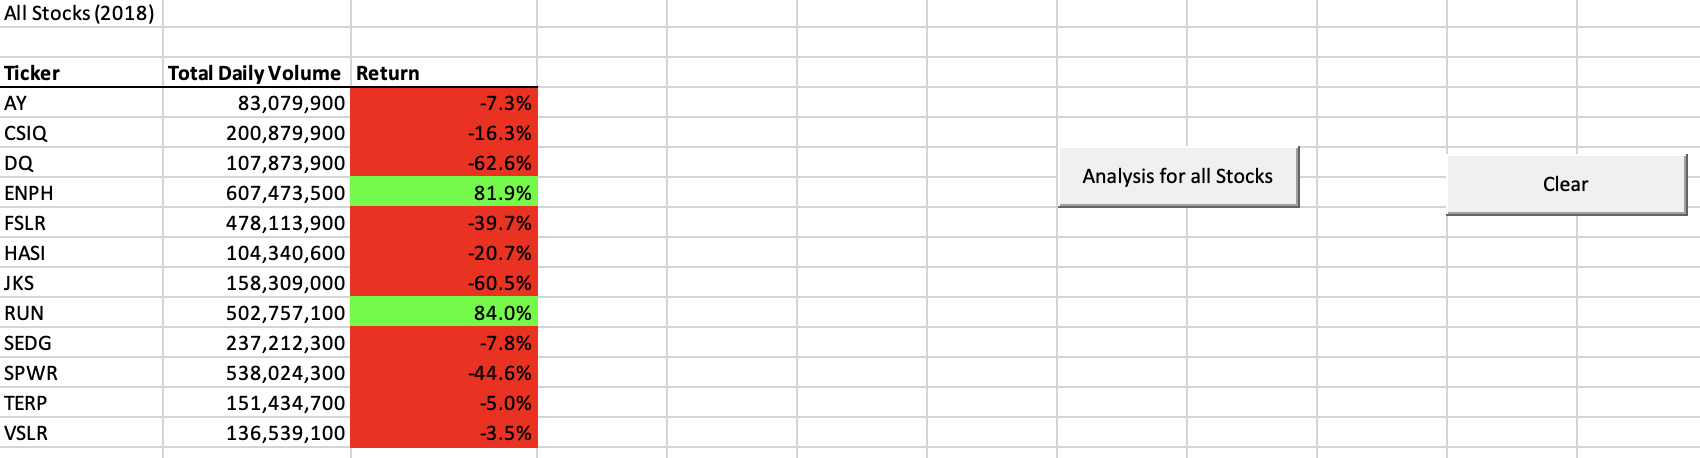 All Stocks (2018)
Ticker Total Daily Volume Return
AY 83,079,900 -7.3%
CSIQ 200,879,900 -16.3%
DQ 107,873,900 -62.6%
Analysis for all Stocks
Clear
ENPH 607,473,500 81.9%
FSLR 478,113,900 -39.7%
HASI 104,340,600 -20.7%
JKS 158,309,000 -60.5%
RUN 502,757,100 84.0%
SEDG 237,212,300 -7.8%
SPWR 538,024,300 -44.6%
TERP 151,434,700 -5.0%
VSLR 136,539,100 -3.5%